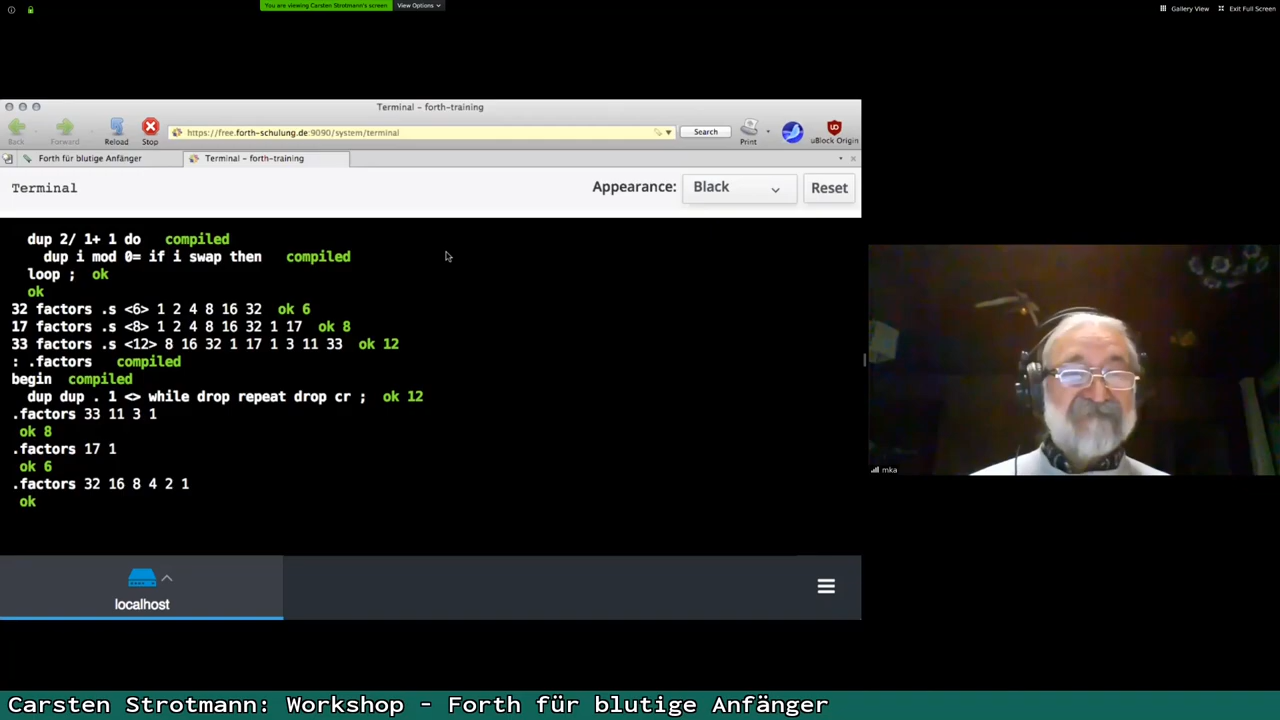 You are viewing Carsten Strotmann's screen View Options
Gallery View Exit Full Screen
Terminal - forth-training
Back Forward Reload Stop https://free.forth-schulung.de:9090/system/terminal Search Print uBlock Origin
Forth für blutige Anfänger Terminal - forth-training
Terminal Appearance: Black Reset
dup 2/ 1+ 1 do compiled
dup i mod 0= if i swap then compiled
loop ; ok
ok
32 factors .s <6> 1 2 4 8 16 32 ok 6
17 factors .s <8> 1 2 4 8 16 32 1 17 ok 8
33 factors .s <12> 8 16 32 1 17 1 3 11 33 ok 12
: .factors compiled
begin compiled
dup dup . 1 <> while drop repeat drop cr ; ok 12
.factors 33 11 3 1
ok 8
.factors 17 1
ok 6
.factors 32 16 8 4 2 1
ok
mka
localhost
Carsten Strotmann: Workshop - Forth für blutige Anfänger